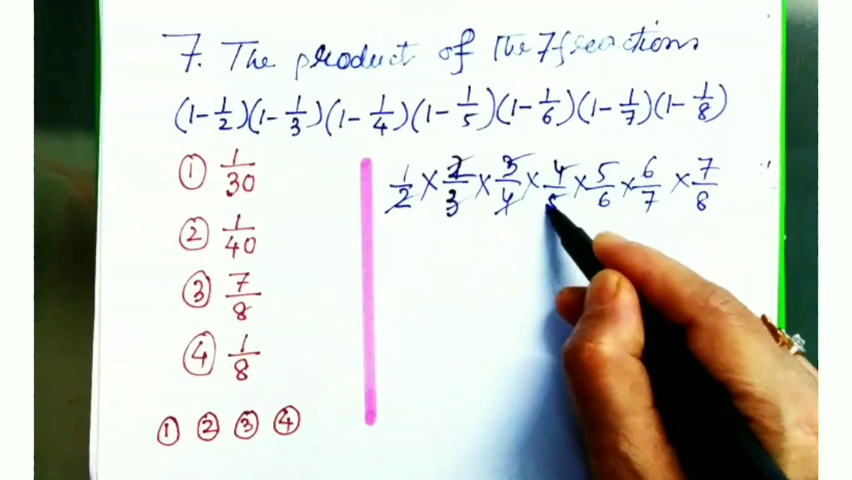 7. The product of the 7 fractions
(1-1/2)(1-1/3)(1-1/4)(1-1/5)(1-1/6)(1-1/7)(1-1/8)
① 1/30
② 1/40
③ 7/8
④ 1/8
① ② ③ ④
1/2 × 2/3 × 3/4 × 4/5 × 5/6 × 6/7 × 7/8